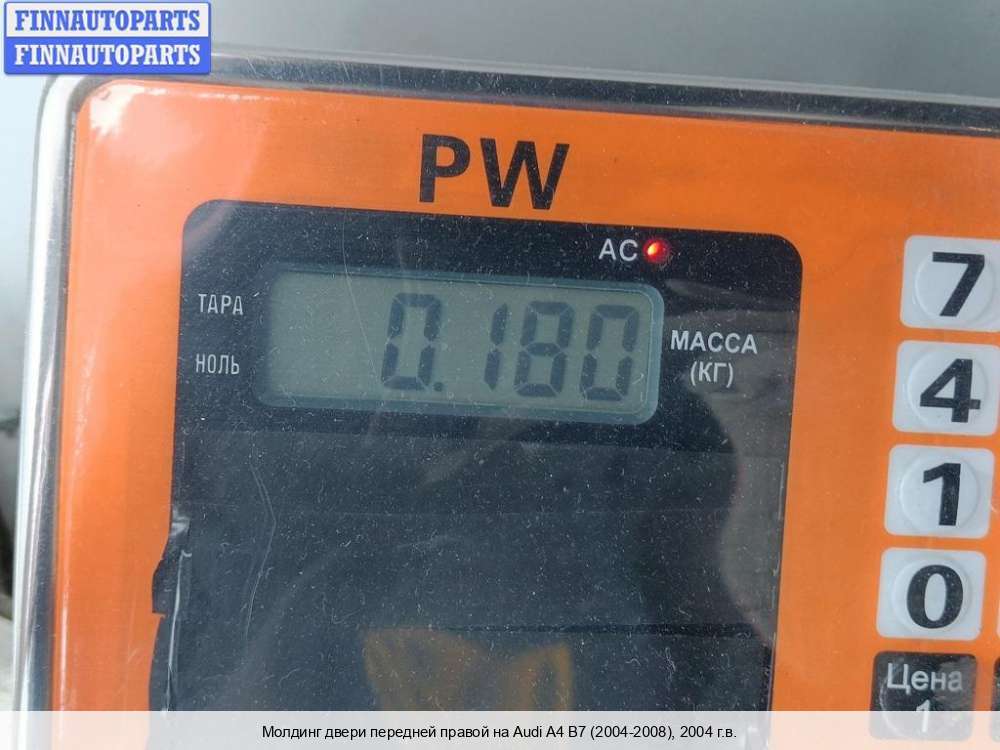 FINNAUTOPARTS
FINNAUTOPARTS
PW
AC
7
ТАРА
0.180
МАССА
(КГ)
НОЛЬ
4
1
0
Цена
1
Молдинг двери передней правой на Audi A4 B7 (2004-2008), 2004 г.в.